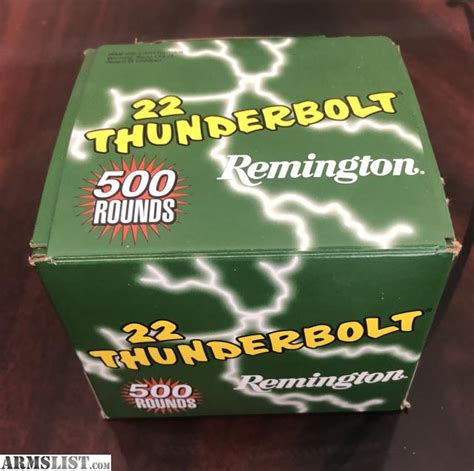 22
THUNDERBOLT
500
ROUNDS
Remington®
22
THUNDERBOLT
500
ROUNDS
Remington®
ARMSLIST.COM